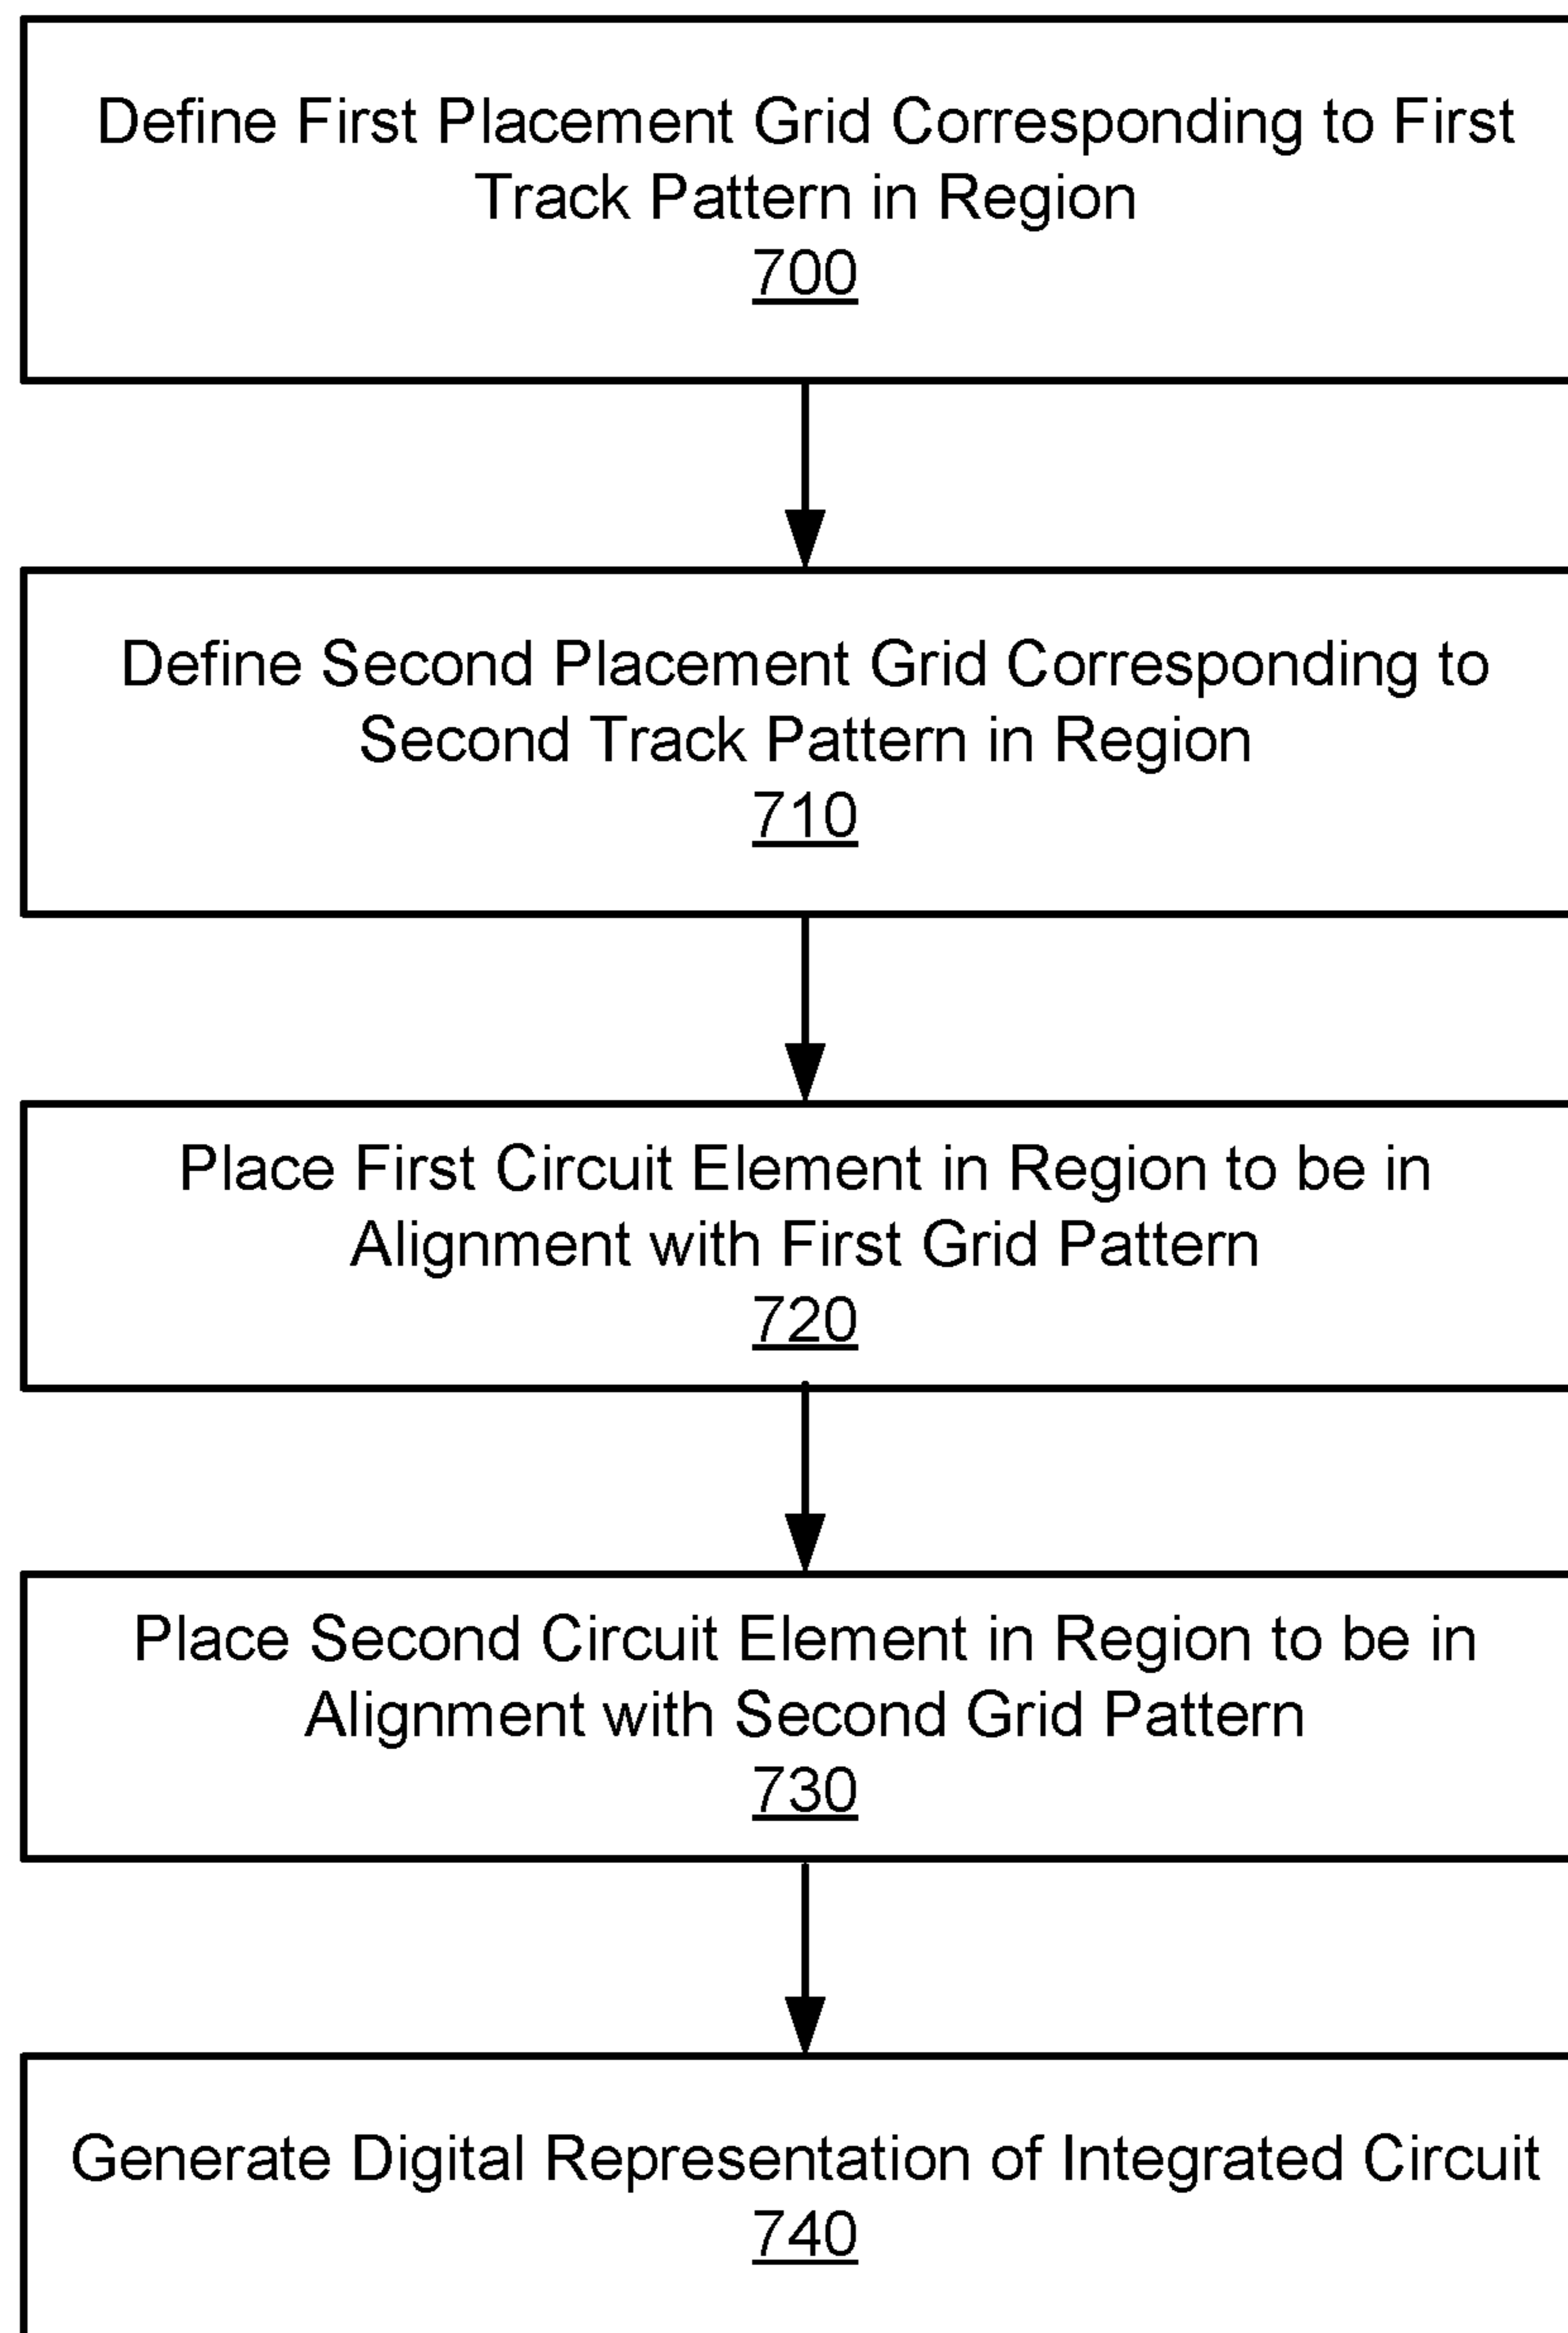 Define First Placement Grid Corresponding to First
Track Pattern in Region
700
Define Second Placement Grid Corresponding to
Second Track Pattern in Region
710
Place First Circuit Element in Region to be in
Alignment with First Grid Pattern
720
Place Second Circuit Element in Region to be in
Alignment with Second Grid Pattern
730
Generate Digital Representation of Integrated Circuit
740